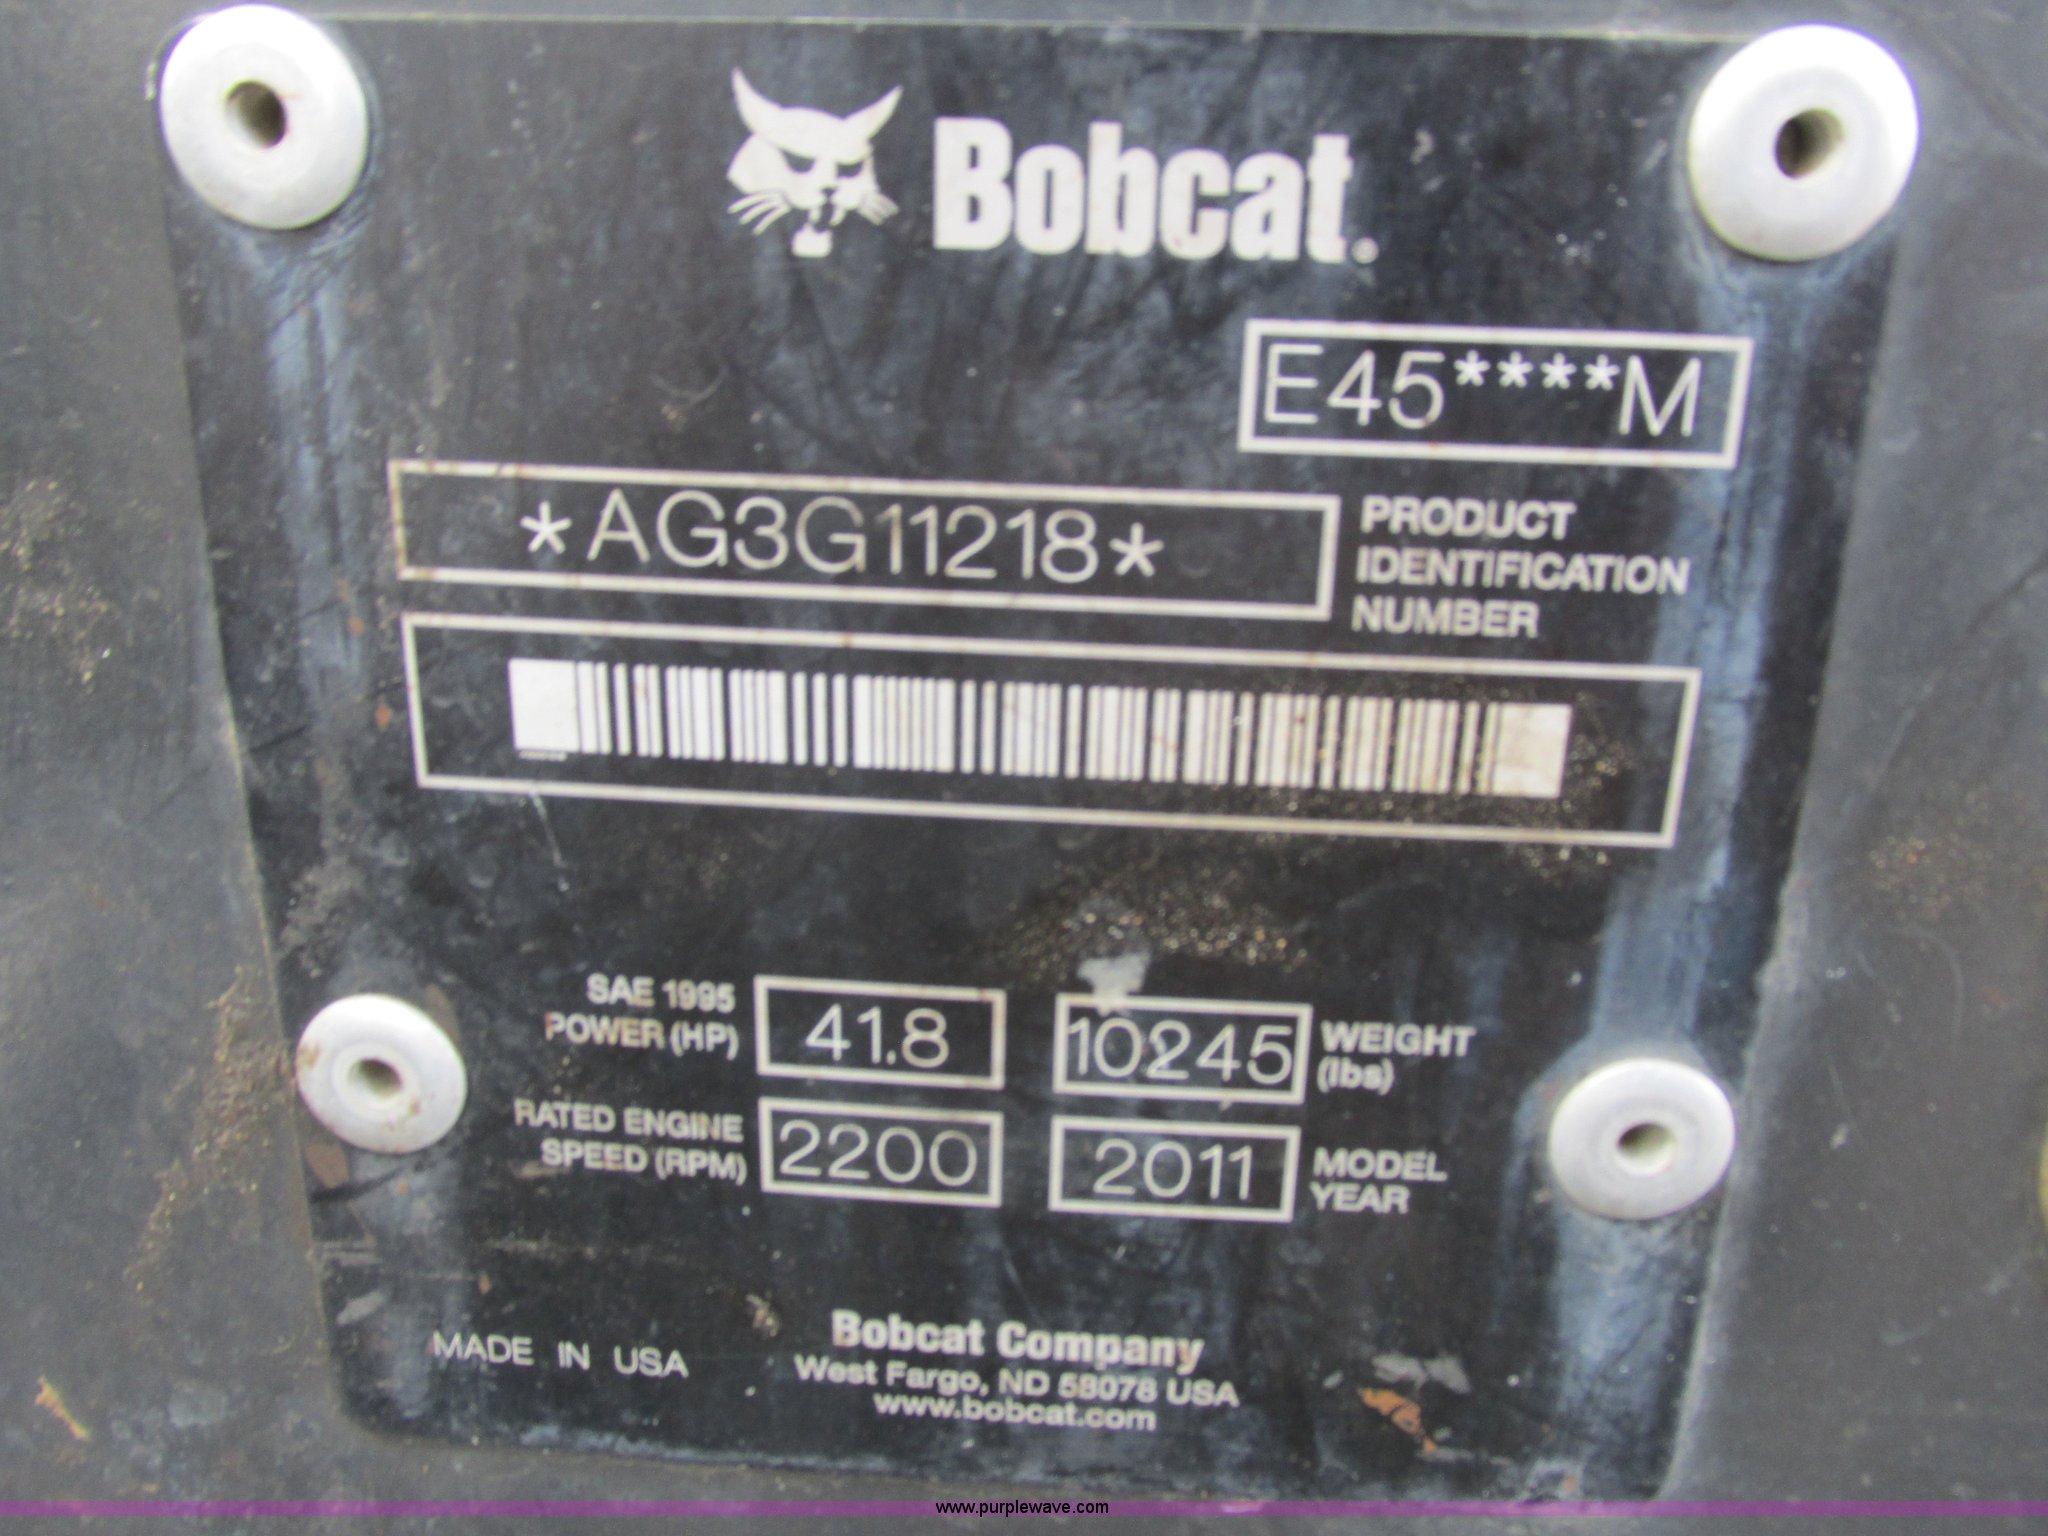 Bobcat®
E45****M
*AG3G11218*
PRODUCT
IDENTIFICATION
NUMBER
SAE 1995
POWER (HP)
41.8
10245
WEIGHT
(lbs)
RATED ENGINE
SPEED (RPM)
2200
2011
MODEL
YEAR
MADE IN USA
Bobcat Company
West Fargo, ND 58078 USA
www.bobcat.com
www.purplewave.com